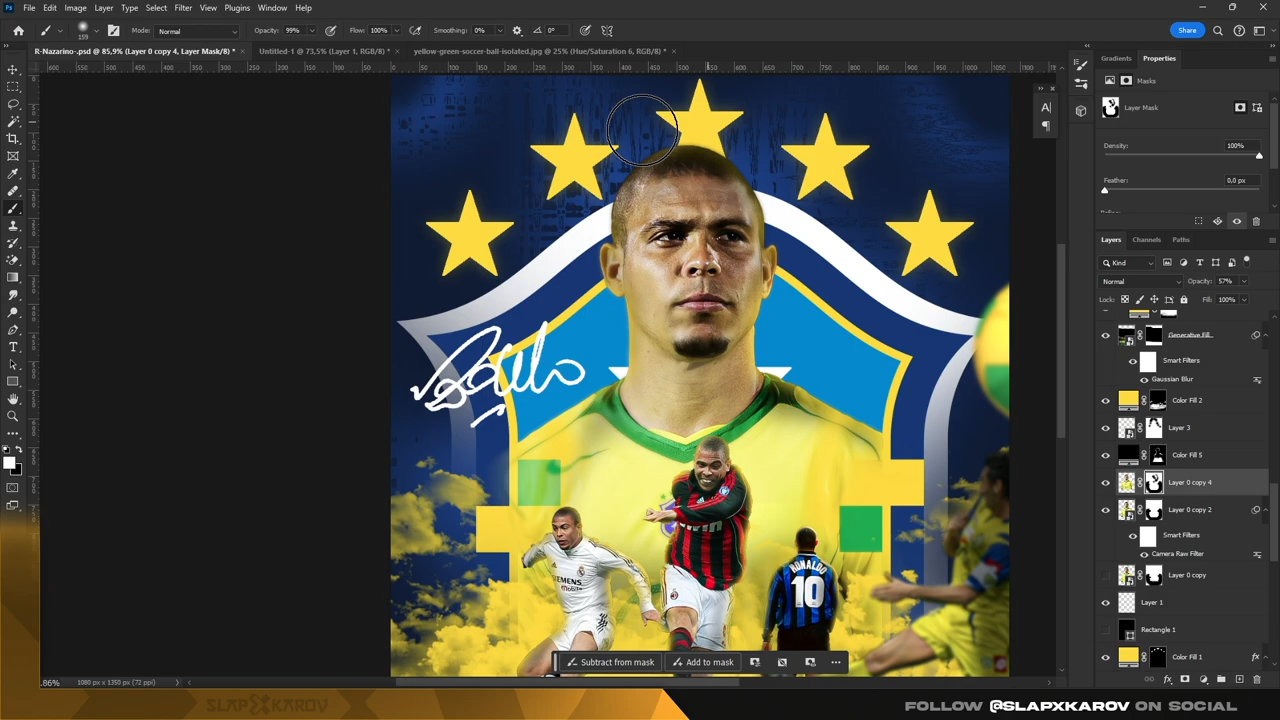 File Edit Image Layer Type Select Filter View Plugins Window Help
159 Mode: Normal Opacity: 99% Flow: 100% Smoothing: 0% 0° Share
R-Nazarino-.psd @ 85,9% (Layer 0 copy 4, Layer Mask/8) * × Untitled-1 @ 73,5% (Layer 1, RGB/8) * × yellow-green-soccer-ball-isolated.jpg @ 25% (Hue/Saturation 6, RGB/8) * ×
Gradients Properties
Masks
Layer Mask
Density: 100%
Feather: 0,0 px
Layers Channels Paths
Kind
Normal Opacity: 57%
Lock: Fill: 100%
Generative Fill...
Smart Filters
Gaussian Blur
Color Fill 2
Layer 3
Color Fill 5
Layer 0 copy 4
Layer 0 copy 2
Smart Filters
Camera Raw Filter
Layer 0 copy
Layer 1
Rectangle 1
Color Fill 1 fx
SIEMENS
mobile
RONALDO
10
Subtract from mask Add to mask
.86% 1080 px x 1350 px (72 ppi)
SLAPXKAROV
FOLLOW @SLAPXKAROV ON SOCIAL